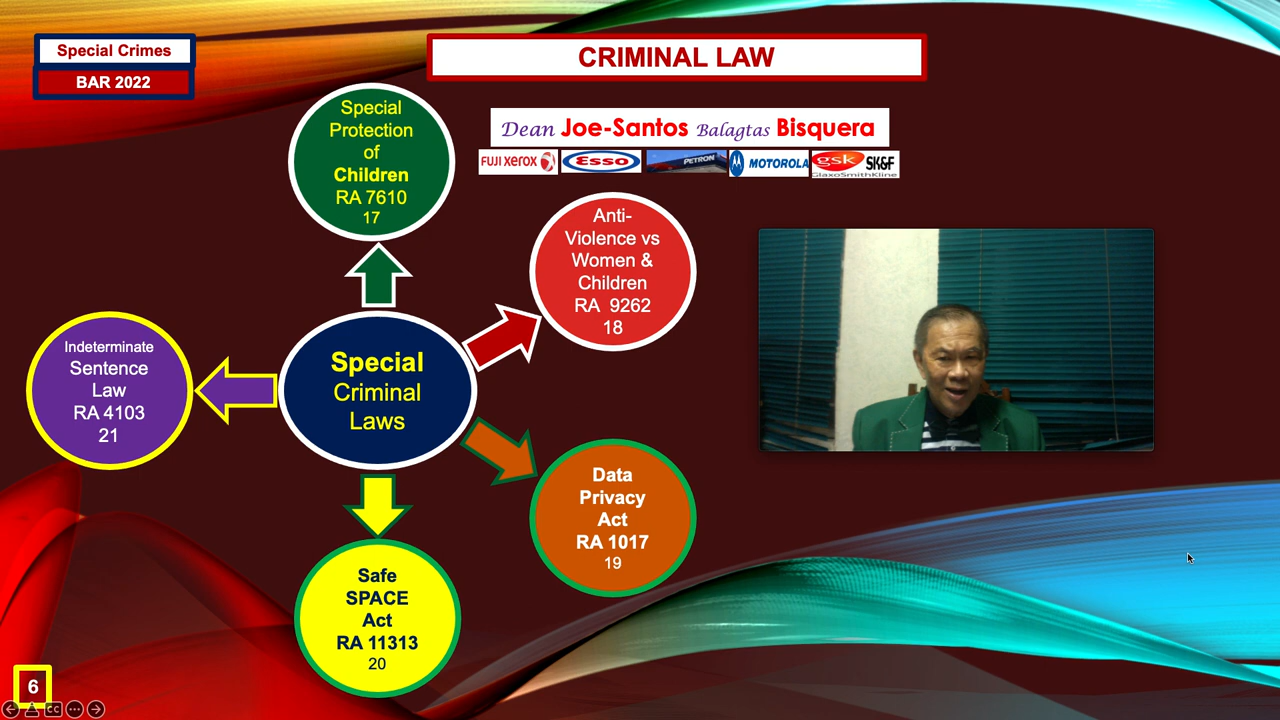 Special Crimes
BAR 2022
CRIMINAL LAW
Dean Joe-Santos Balagtas Bisquera
FUJI XEROX
Esso
PETRON
MOTOROLA
gsk
SK&F
GlaxoSmithKline
Special
Protection
of
Children
RA 7610
17
Anti-
Violence vs
Women &
Children
RA 9262
18
Indeterminate
Sentence
Law
RA 4103
21
Special
Criminal
Laws
Data
Privacy
Act
RA 1017
19
Safe
SPACE
Act
RA 11313
20
6
CC